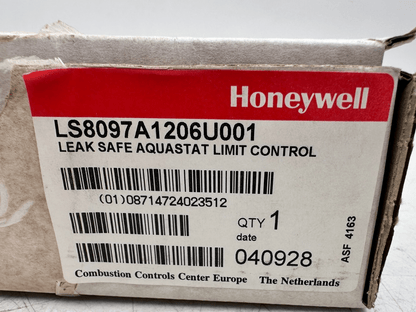 Honeywell
LS8097A1206U001
LEAK SAFE AQUASTAT LIMIT CONTROL
(01)08714724023512
QTY 1
date
040928
ASF 4163
Combustion Controls Center Europe The Netherlands